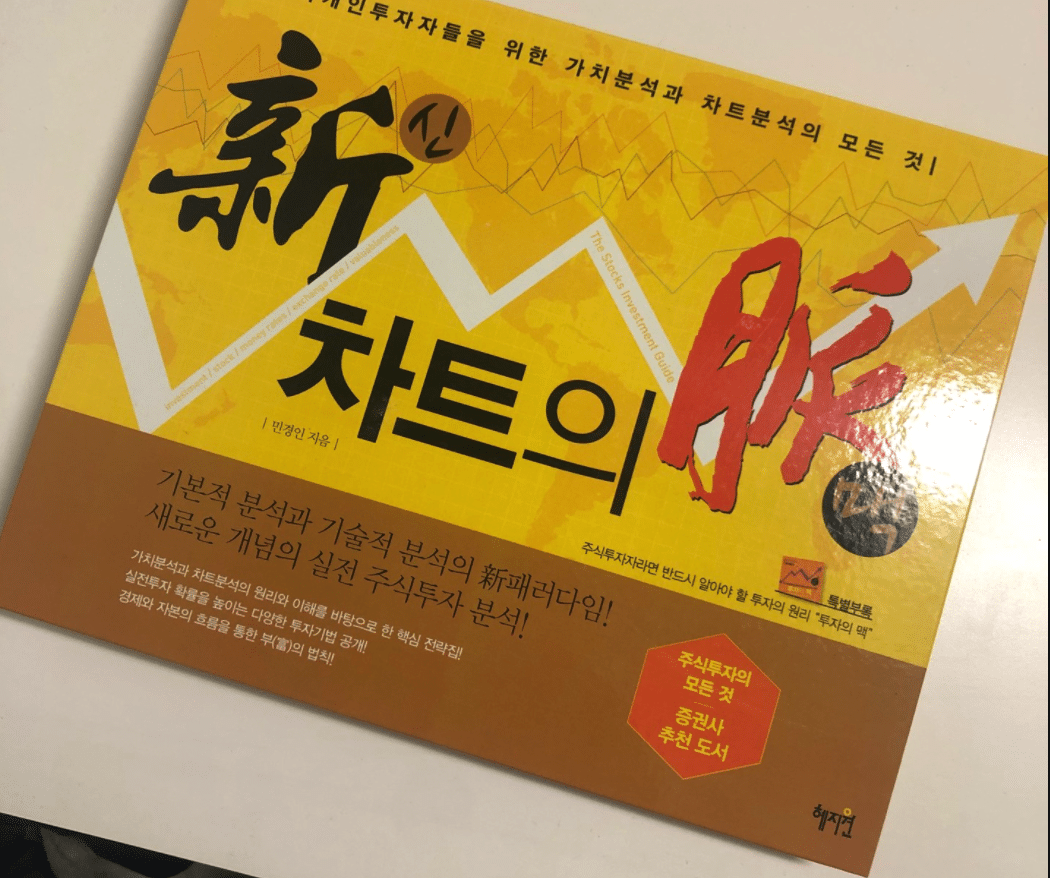 개인투자자들을 위한 가치분석과 차트분석의 모든 것|
新 신
차트의 脈 맥
investment / stock / money rates / exchange rate / valuableness
The Stocks Investment Guide
| 민경인 지음 |
기본적 분석과 기술적 분석의 新패러다임!
새로운 개념의 실전 주식투자 분석!
가치분석과 차트분석의 원리와 이해를 바탕으로 한 핵심 전략집!
실전투자 확률을 높이는 다양한 투자기법 공개!
경제와 자본의 흐름을 통한 부(富)의 법칙!
특별부록
주식투자자라면 반드시 알아야 할 투자의 원리 "투자의 맥"
주식투자의
모든 것
증권사
추천 도서
혜지원